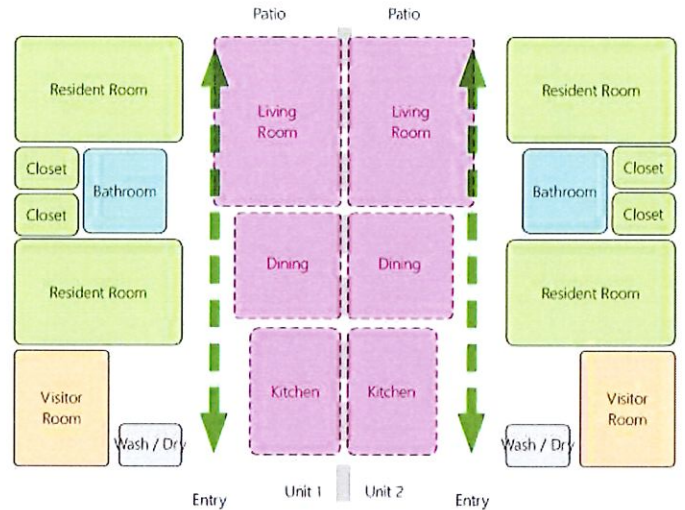 Patio
Patio
Resident Room
Living
Room
Living
Room
Resident Room
Closet
Bathroom
Closet
Bathroom
Closet
Closet
Resident Room
Dining
Dining
Resident Room
Visitor
Room
Kitchen
Kitchen
Visitor
Room
Wash / Dry
Wash / Dry
Entry
Unit 1
Unit 2
Entry